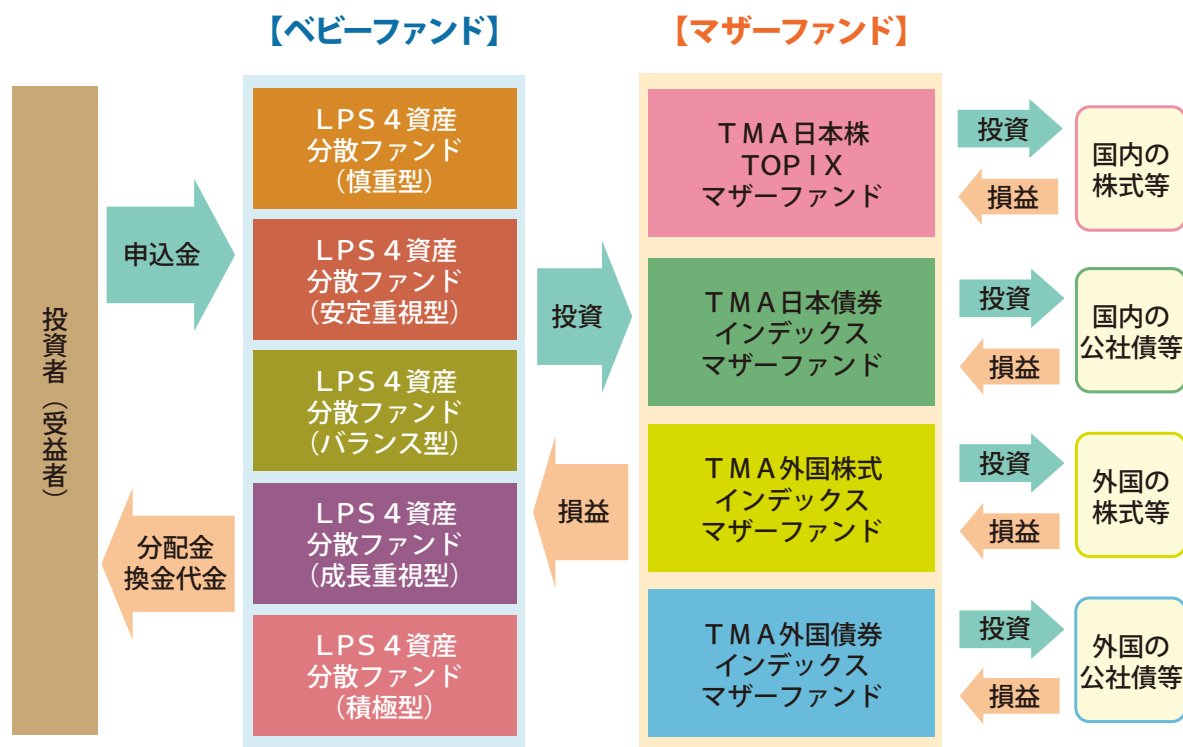 【ベビーファンド】
【マザーファンド】
投資者（受益者）
申込金
分配金
換金代金
ＬＰＳ４資産
分散ファンド
（慎重型）
ＬＰＳ４資産
分散ファンド
（安定重視型）
ＬＰＳ４資産
分散ファンド
（バランス型）
ＬＰＳ４資産
分散ファンド
（成長重視型）
ＬＰＳ４資産
分散ファンド
（積極型）
投資
損益
ＴＭＡ日本株
ＴＯＰＩＸ
マザーファンド
投資
損益
国内の
株式等
ＴＭＡ日本債券
インデックス
マザーファンド
投資
損益
国内の
公社債等
ＴＭＡ外国株式
インデックス
マザーファンド
投資
損益
外国の
株式等
ＴＭＡ外国債券
インデックス
マザーファンド
投資
損益
外国の
公社債等